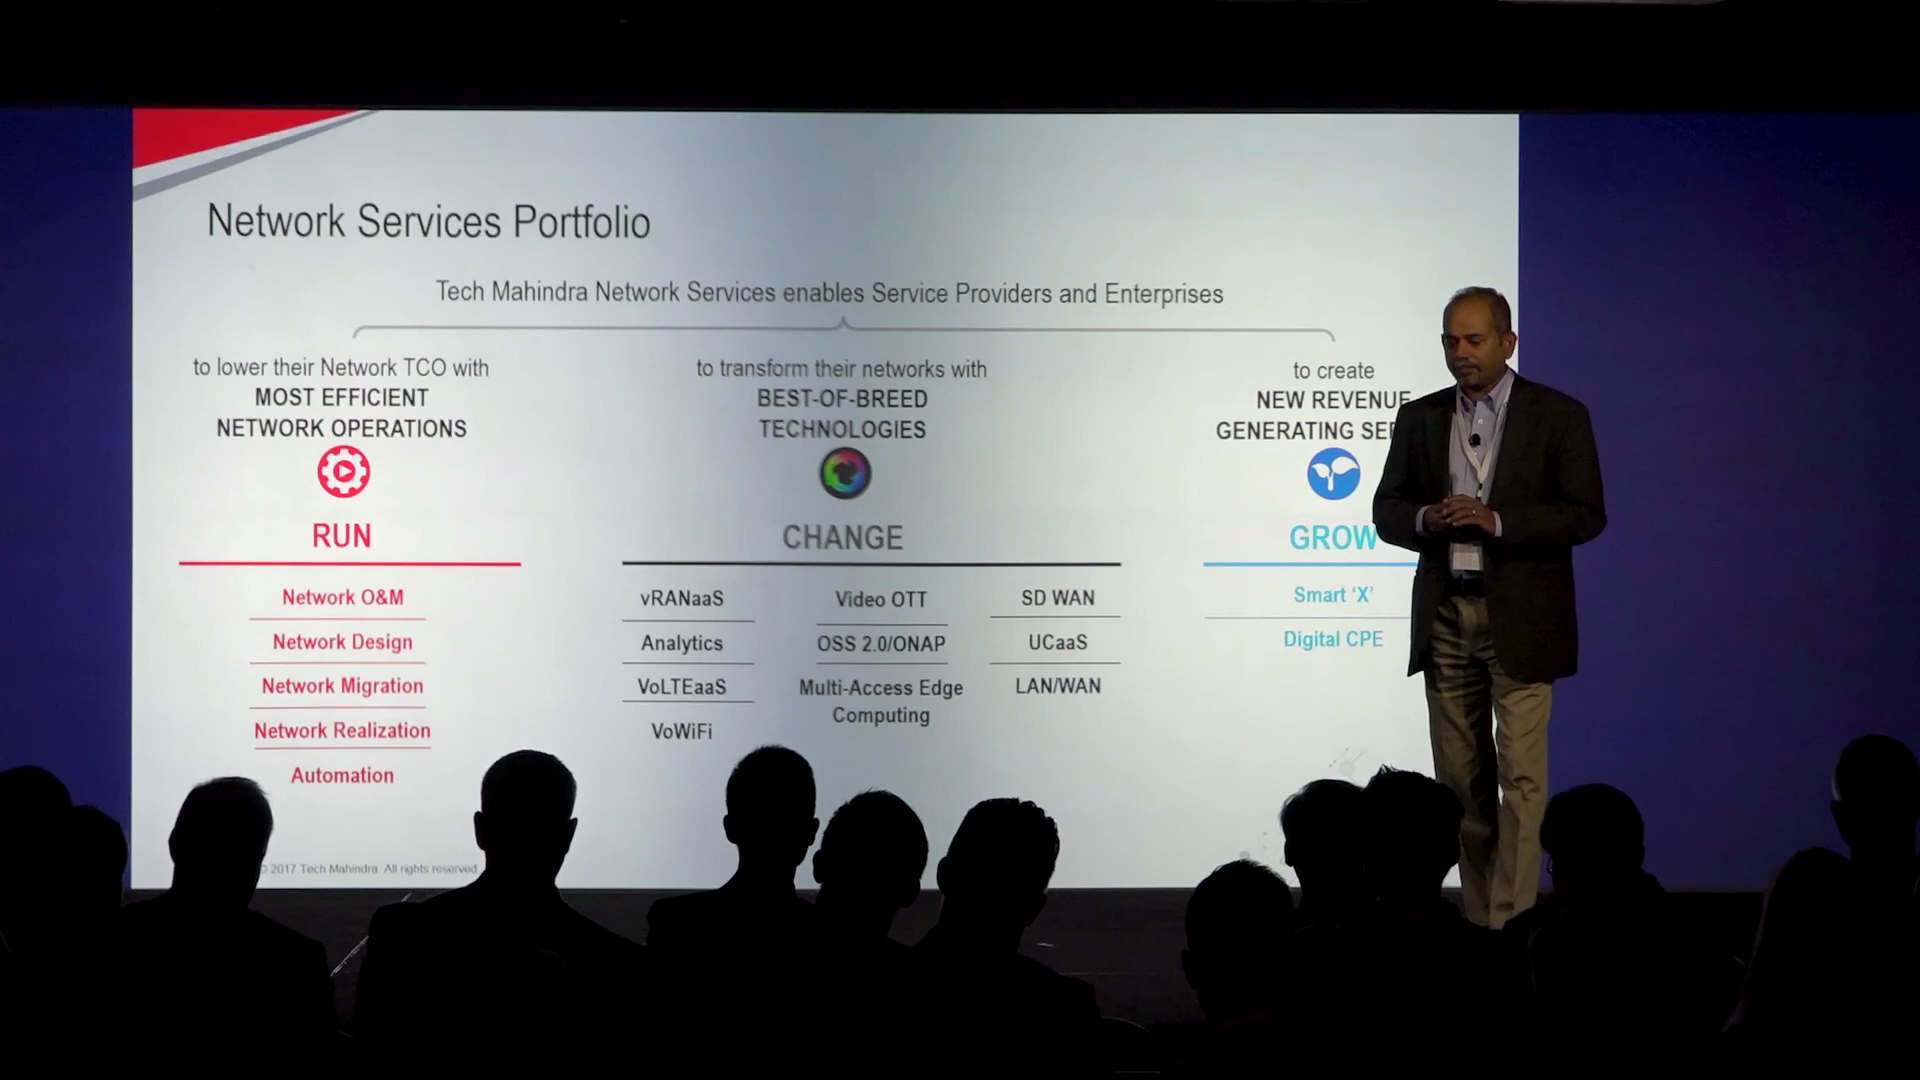 Network Services Portfolio
Tech Mahindra Network Services enables Service Providers and Enterprises
to lower their Network TCO with
MOST EFFICIENT
NETWORK OPERATIONS
RUN
Network O&M
Network Design
Network Migration
Network Realization
Automation
to transform their networks with
BEST-OF-BREED
TECHNOLOGIES
CHANGE
vRANaaS
Analytics
VoLTEaaS
VoWiFi
Video OTT
OSS 2.0/ONAP
Multi-Access Edge
Computing
SD WAN
UCaaS
LAN/WAN
to create
NEW REVENUE
GENERATING
GROW
Smart ‘X’
Digital CPE
© 2017 Tech Mahindra. All rights reserved.